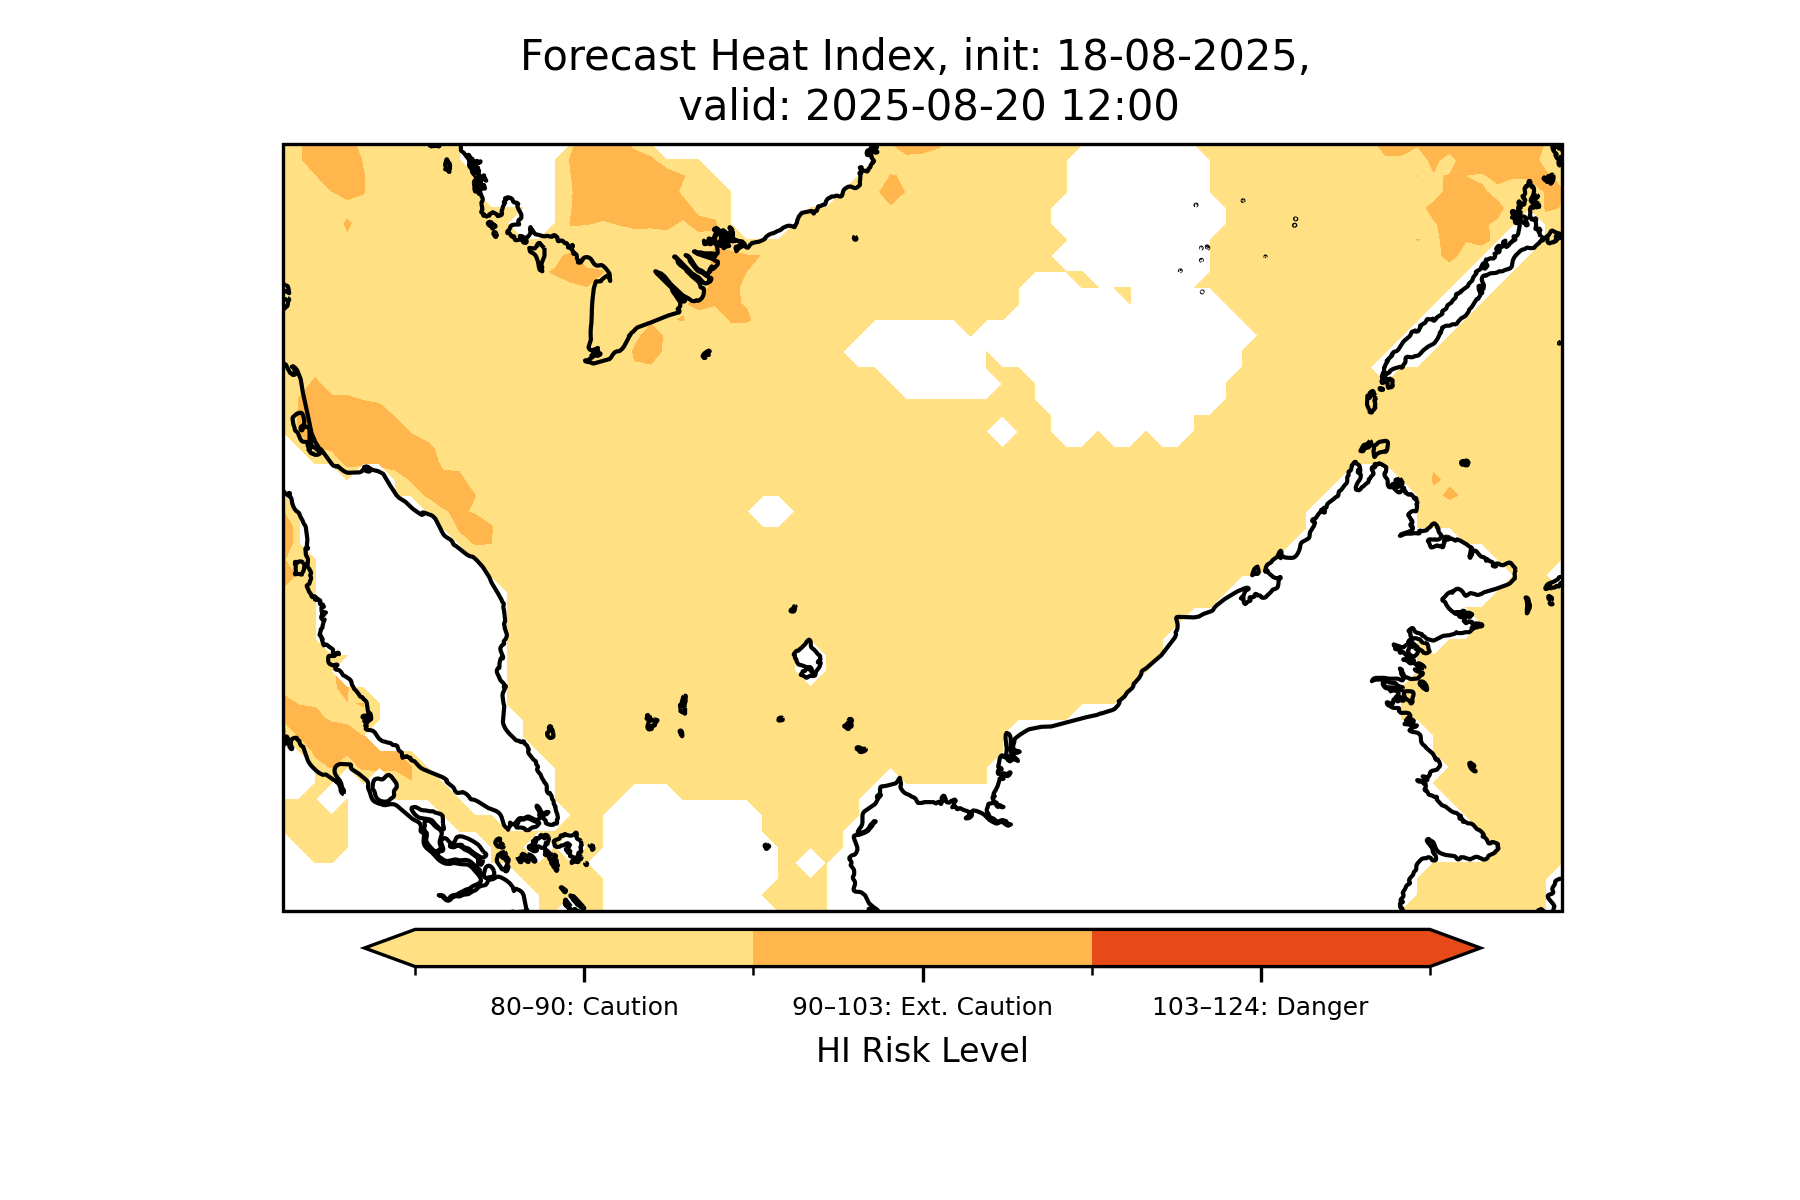 Forecast Heat Index, init: 18-08-2025,
valid: 2025-08-20 12:00
80–90: Caution
90–103: Ext. Caution
103–124: Danger
HI Risk Level